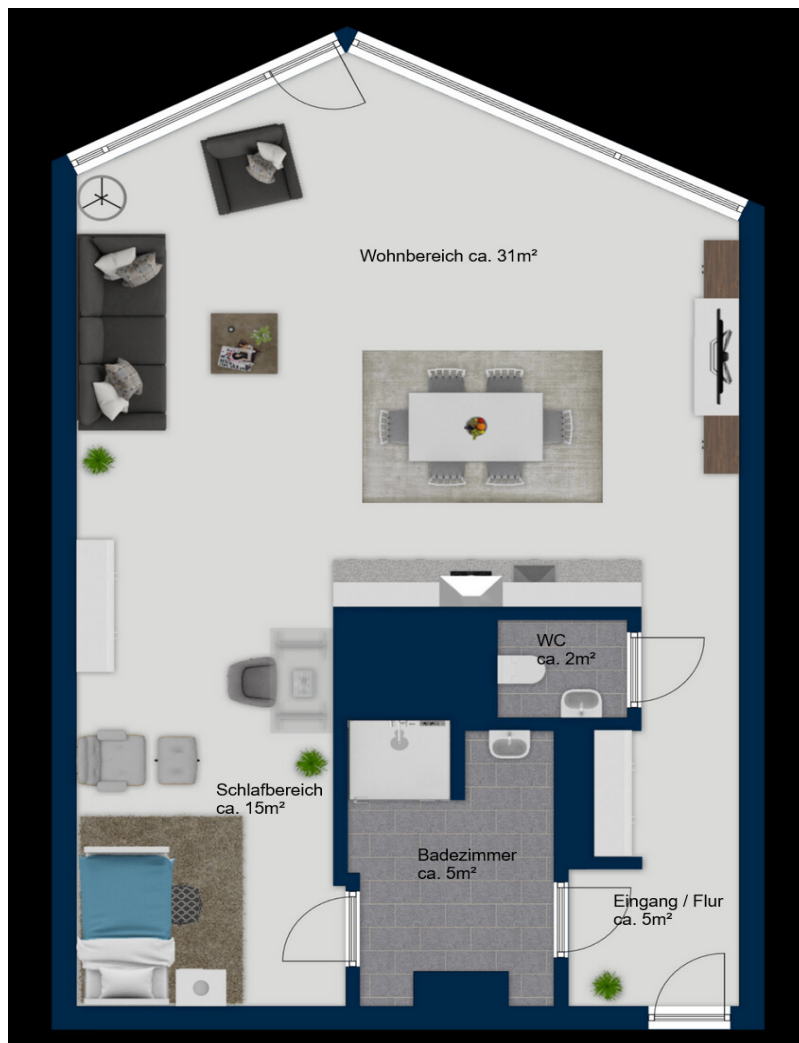 Wohnbereich ca. 31m²
WC
ca. 2m²
Schlafbereich
ca. 15m²
Badezimmer
ca. 5m²
Eingang / Flur
ca. 5m²